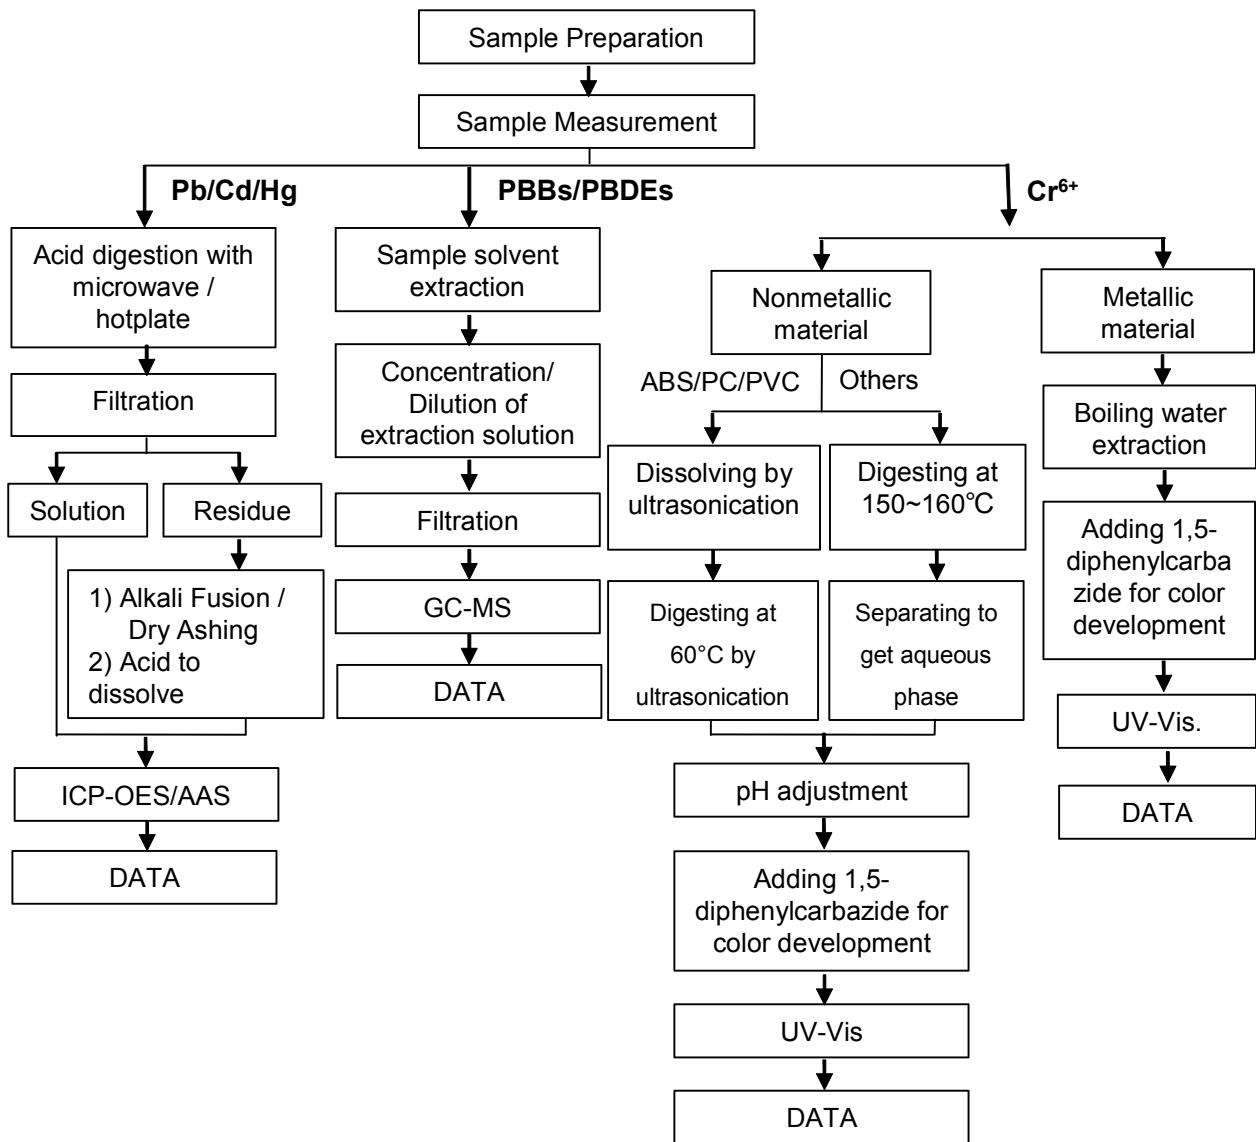 Sample Preparation
Sample Measurement
Pb/Cd/Hg
PBBs/PBDEs
Cr⁶⁺
Acid digestion with
microwave /
hotplate
Filtration
Solution
Residue
1) Alkali Fusion /
Dry Ashing
2) Acid to
dissolve
ICP-OES/AAS
DATA
Sample solvent
extraction
Concentration/
Dilution of
extraction solution
Filtration
GC-MS
DATA
Nonmetallic
material
ABS/PC/PVC
Others
Dissolving by
ultrasonication
Digesting at
60°C by
ultrasonication
Digesting at
150~160℃
Separating to
get aqueous
phase
pH adjustment
Adding 1,5-
diphenylcarbazide for
color development
UV-Vis
DATA
Metallic
material
Boiling water
extraction
Adding 1,5-
diphenylcarba
zide for color
development
UV-Vis.
DATA